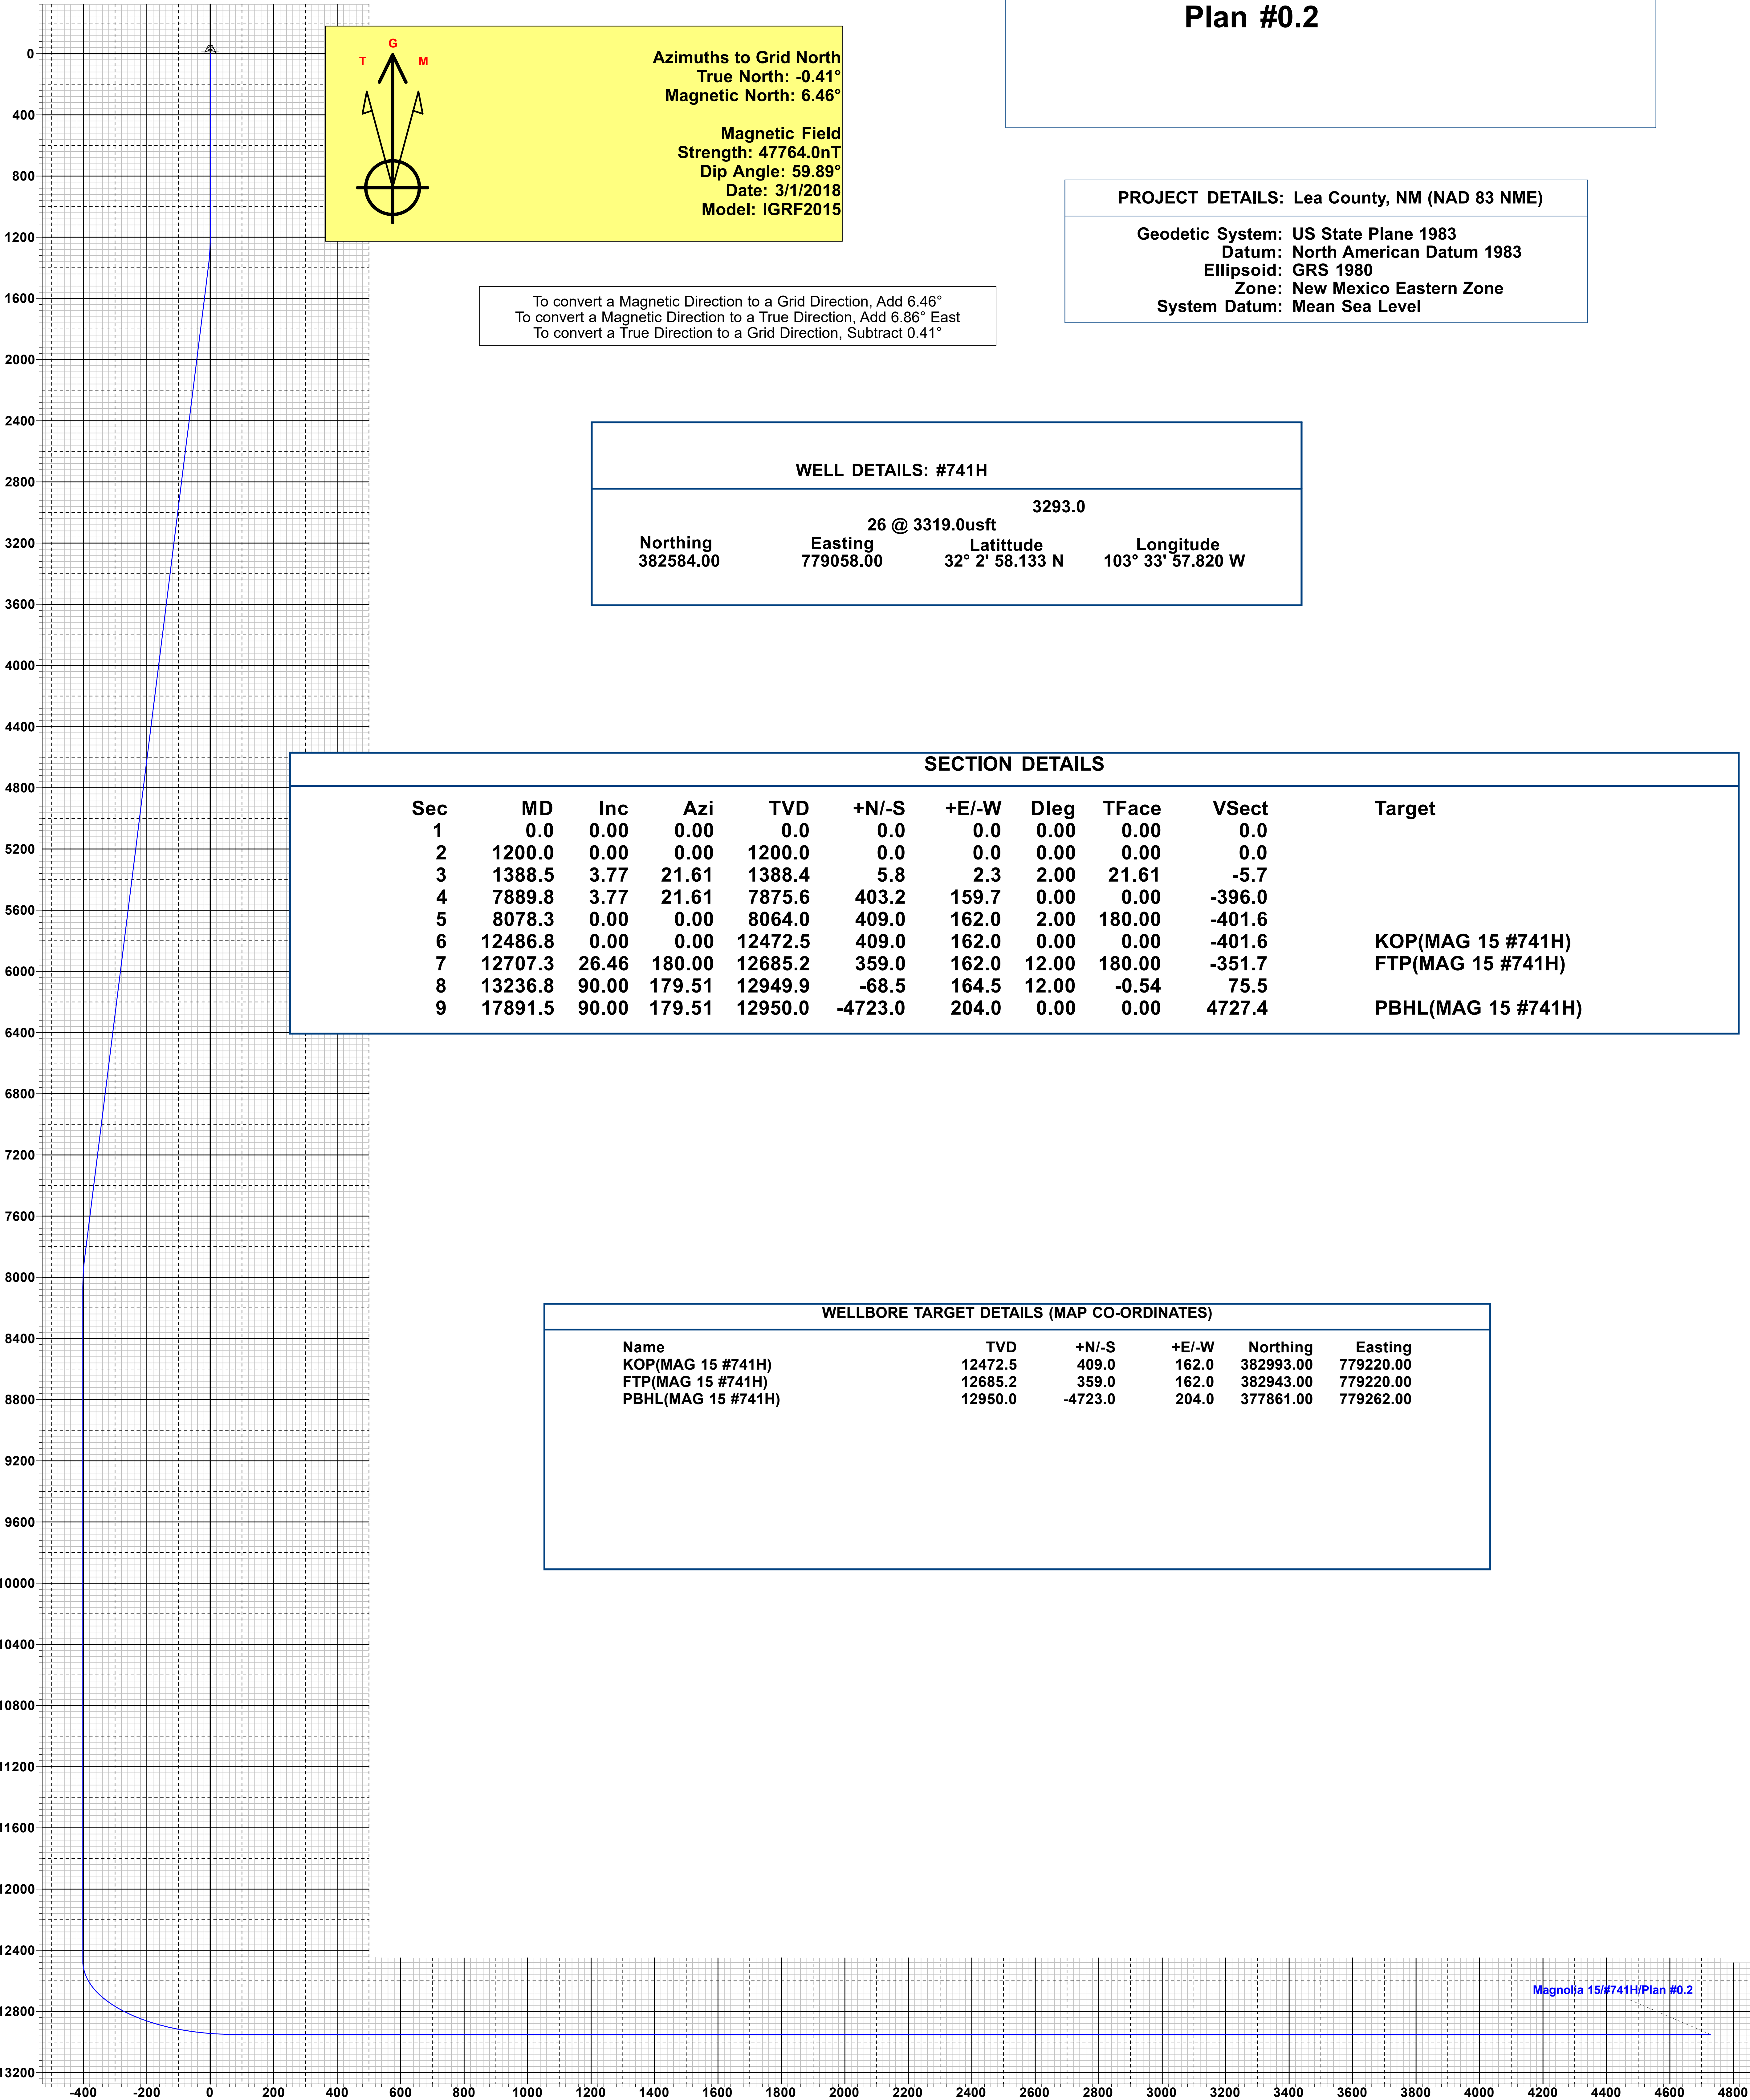 Plan #0.2
T G M
Azimuths to Grid North
True North: -0.41°
Magnetic North: 6.46°
Magnetic Field
Strength: 47764.0nT
Dip Angle: 59.89°
Date: 3/1/2018
Model: IGRF2015
PROJECT DETAILS: Lea County, NM (NAD 83 NME)
Geodetic System: US State Plane 1983
Datum: North American Datum 1983
Ellipsoid: GRS 1980
Zone: New Mexico Eastern Zone
System Datum: Mean Sea Level
To convert a Magnetic Direction to a Grid Direction, Add 6.46°
To convert a Magnetic Direction to a True Direction, Add 6.86° East
To convert a True Direction to a Grid Direction, Subtract 0.41°
WELL DETAILS: #741H
3293.0
26 @ 3319.0usft
Northing Easting Latittude Longitude
382584.00 779058.00 32° 2' 58.133 N 103° 33' 57.820 W
SECTION DETAILS
Sec MD Inc Azi TVD +N/-S +E/-W Dleg TFace VSect Target
1 0.0 0.00 0.00 0.0 0.0 0.0 0.00 0.00 0.0
2 1200.0 0.00 0.00 1200.0 0.0 0.0 0.00 0.00 0.0
3 1388.5 3.77 21.61 1388.4 5.8 2.3 2.00 21.61 -5.7
4 7889.8 3.77 21.61 7875.6 403.2 159.7 0.00 0.00 -396.0
5 8078.3 0.00 0.00 8064.0 409.0 162.0 2.00 180.00 -401.6
6 12486.8 0.00 0.00 12472.5 409.0 162.0 0.00 0.00 -401.6 KOP(MAG 15 #741H)
7 12707.3 26.46 180.00 12685.2 359.0 162.0 12.00 180.00 -351.7 FTP(MAG 15 #741H)
8 13236.8 90.00 179.51 12949.9 -68.5 164.5 12.00 -0.54 75.5
9 17891.5 90.00 179.51 12950.0 -4723.0 204.0 0.00 0.00 4727.4 PBHL(MAG 15 #741H)
WELLBORE TARGET DETAILS (MAP CO-ORDINATES)
Name TVD +N/-S +E/-W Northing Easting
KOP(MAG 15 #741H) 12472.5 409.0 162.0 382993.00 779220.00
FTP(MAG 15 #741H) 12685.2 359.0 162.0 382943.00 779220.00
PBHL(MAG 15 #741H) 12950.0 -4723.0 204.0 377861.00 779262.00
0
400
800
1200
1600
2000
2400
2800
3200
3600
4000
4400
4800
5200
5600
6000
6400
6800
7200
7600
8000
8400
8800
9200
9600
10000
10400
10800
11200
11600
12000
12400
12800
13200
Magnolia 15/#741H/Plan #0.2
-400 -200 0 200 400 600 800 1000 1200 1400 1600 1800 2000 2200 2400 2600 2800 3000 3200 3400 3600 3800 4000 4200 4400 4600 4800